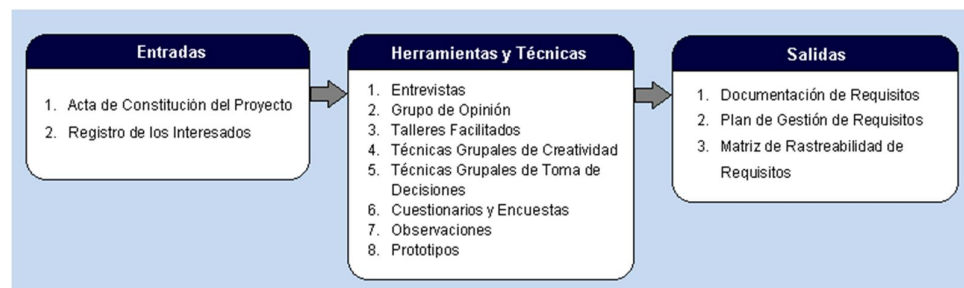 Entradas
1. Acta de Constitución del Proyecto
2. Registro de los Interesados
Herramientas y Técnicas
1. Entrevistas
2. Grupo de Opinión
3. Talleres Facilitados
4. Técnicas Grupales de Creatividad
5. Técnicas Grupales de Toma de
Decisiones
6. Cuestionarios y Encuestas
7. Observaciones
8. Prototipos
Salidas
1. Documentación de Requisitos
2. Plan de Gestión de Requisitos
3. Matriz de Rastreabilidad de
Requisitos